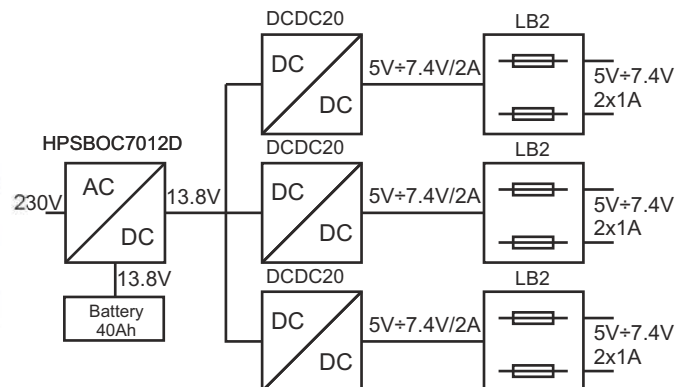 DCDC20
LB2
DC
DC
5V÷7.4V/2A
5V÷7.4V
2x1A
HPSBOC7012D
DCDC20
LB2
230V
AC
DC
13.8V
DC
DC
5V÷7.4V/2A
5V÷7.4V
2x1A
13.8V
Battery
40Ah
DCDC20
LB2
DC
DC
5V÷7.4V/2A
5V÷7.4V
2x1A